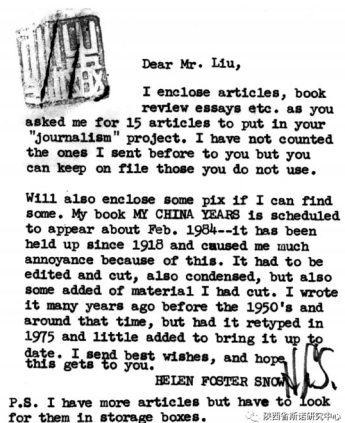 Dear Mr. Liu,
I enclose articles, book
review essays etc. as you
asked me for 15 articles to put in your
"journalism" project. I have not counted
the ones I sent before to you but you
can keep on file those you do not use.
Will also enclose some pix if I can find
some. My book MY CHINA YEARS is scheduled
to appear about Feb. 1984--it has been
held up since 1918 and caused me much
annoyance because of this. It had to be
edited and cut, also condensed, but also
some added of material I had cut. I wrote
it many years ago before the 1950's and
around that time, but had it retyped in
1975 and little added to bring it up to
date. I send best wishes, and hope
this gets to you.
HELEN FOSTER SNOW
P.S. I have more articles but have to look
for them in storage boxes.
陕西省斯诺研究中心